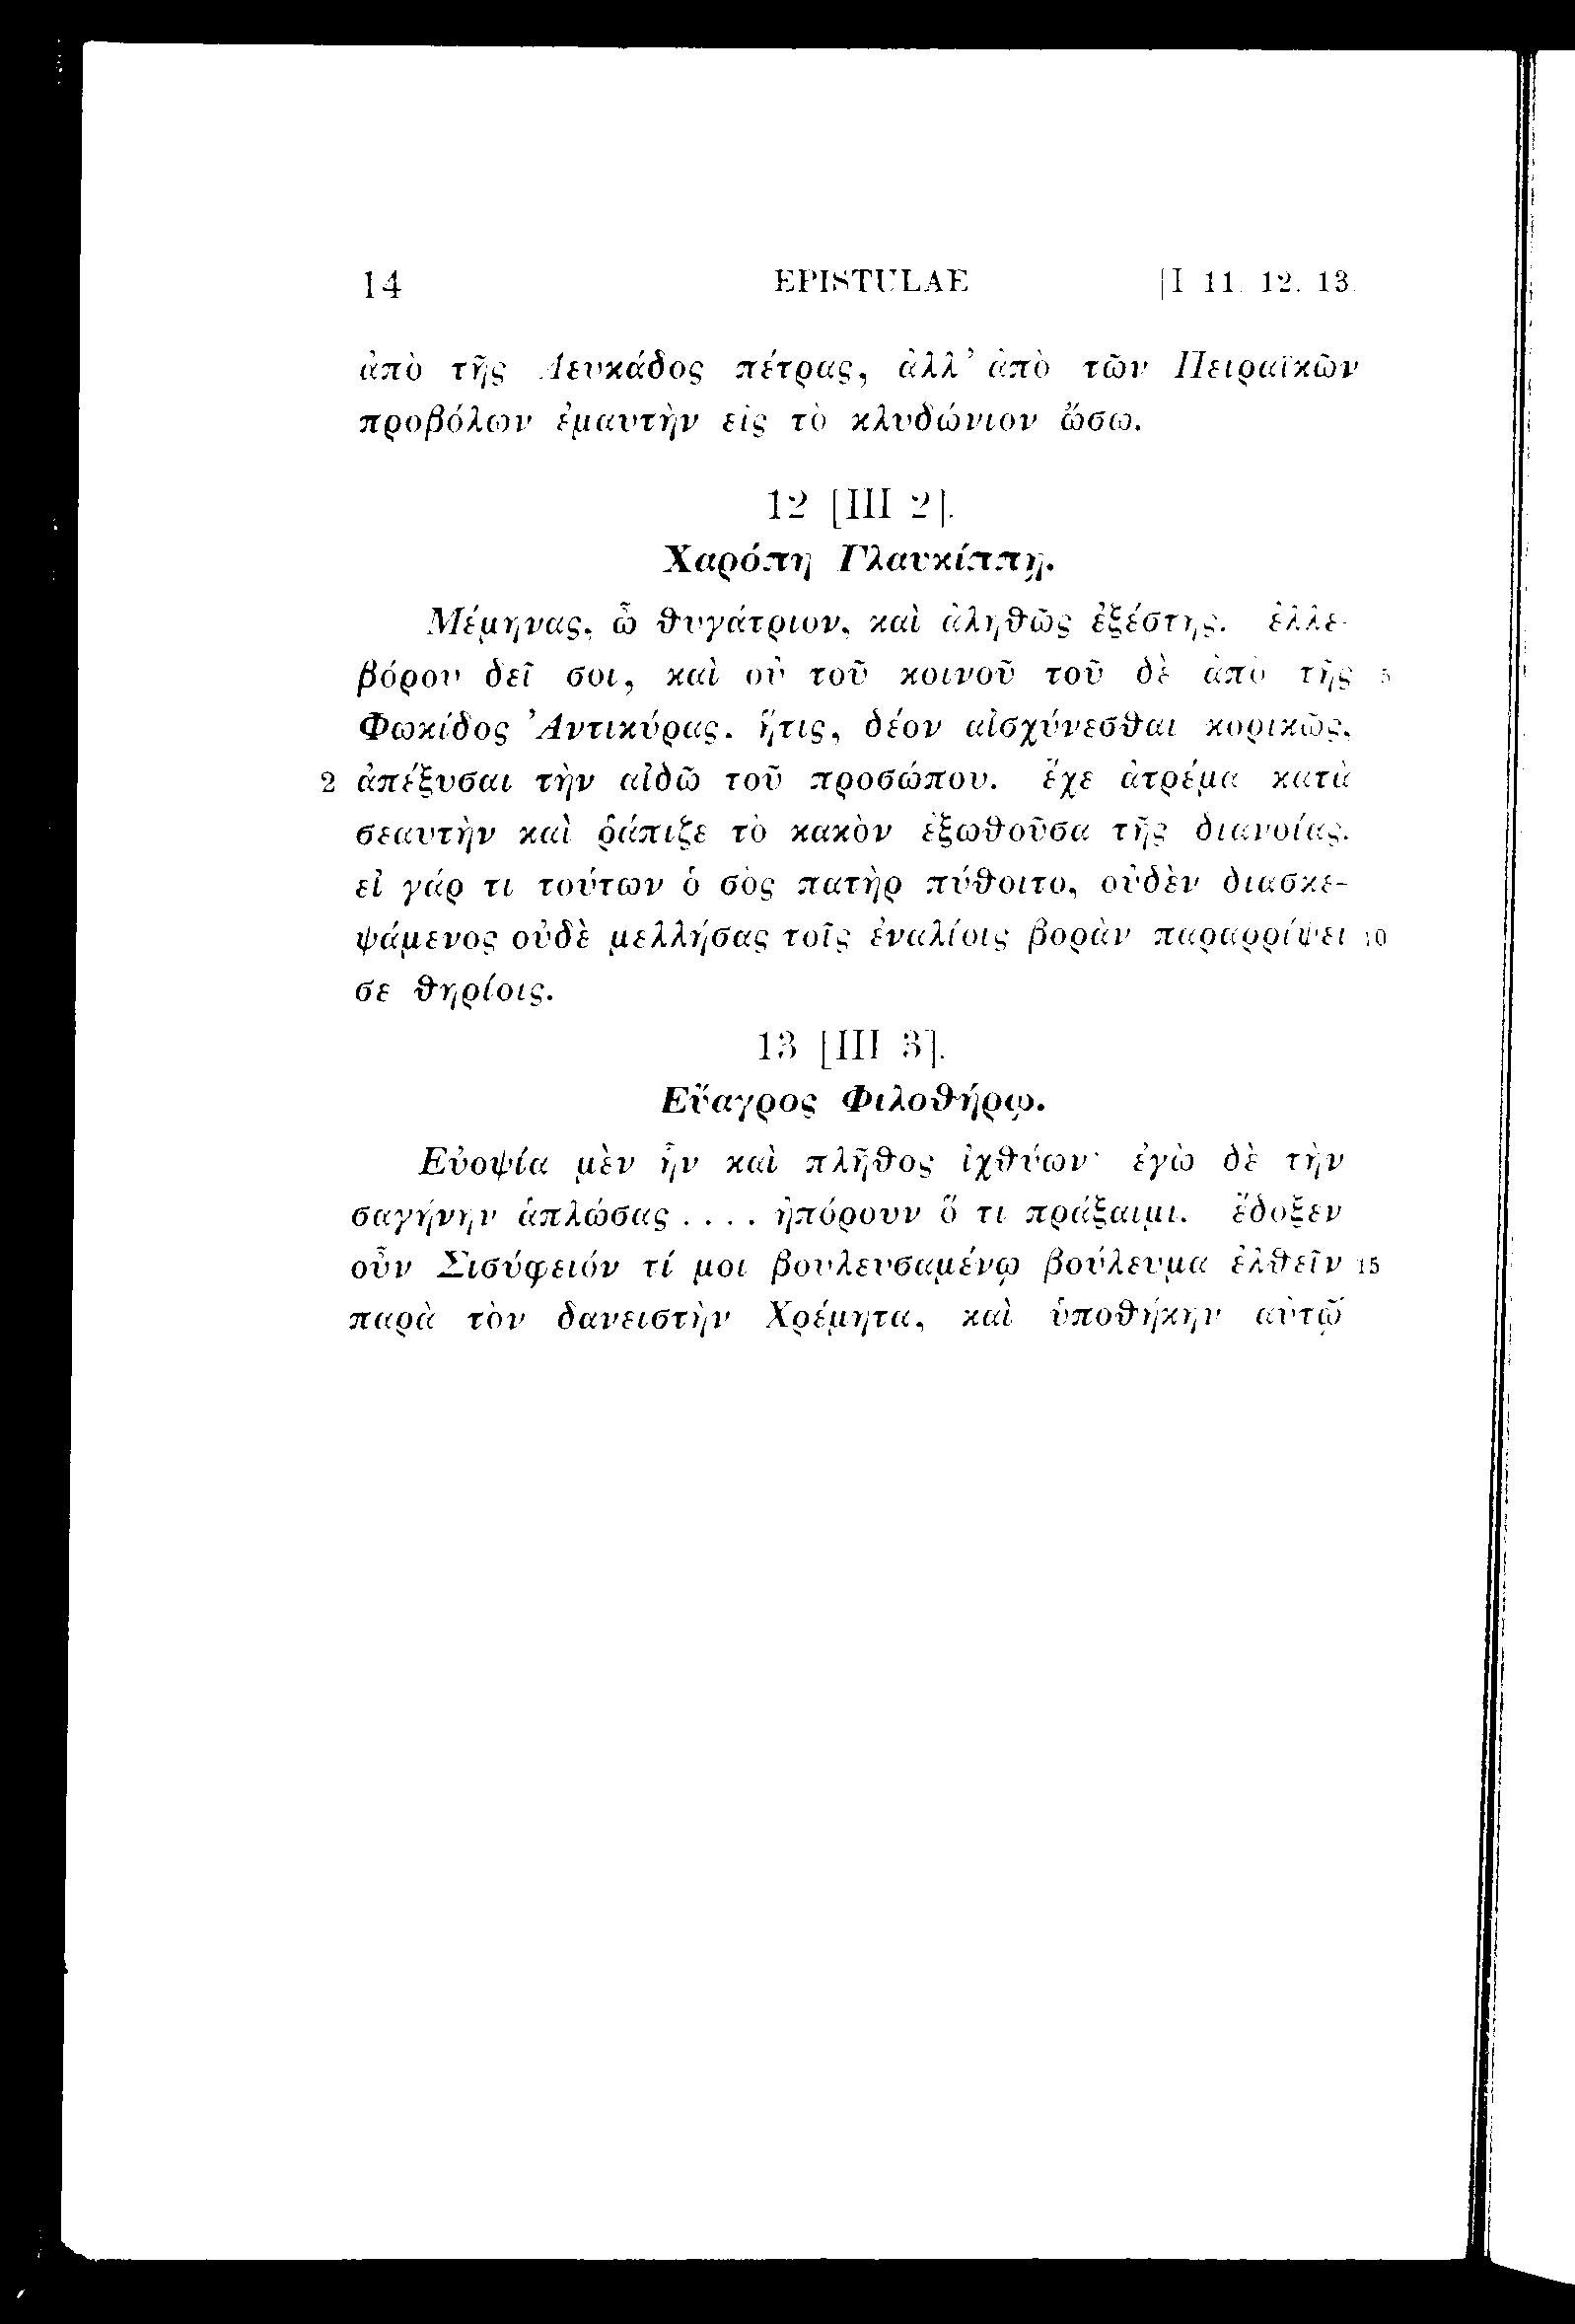 14 EPISTULAE [I 11. 12. 13.
ἀπὸ τῆς Λευκάδος πέτρας, ἀλλ’ ἀπὸ τῶν Πειραϊκῶν
προβόλων ἐμαυτὴν εἰς τὸ κλυδώνιον ὤσω.
12 [III 2].
Χαρόπη Γλαυκίππῃ.
Μέμηνας, ὦ θυγάτριον, καὶ ἀληθῶς ἐξέστης. ἑλλε-
βόρου δεῖ σοι, καὶ οὐ τοῦ κοινοῦ τοῦ δὲ ἀπὸ τῆς 5
Φωκίδος Ἀντικύρας. ἥτις, δέον αἰσχύνεσθαι κορικῶς,
2 ἀπέξυσαι τὴν αἰδῶ τοῦ προσώπου. ἔχε ἀτρέμα κατὰ
σεαυτὴν καὶ ῥάπιζε τὸ κακὸν ἐξωθοῦσα τῆς διανοίας.
εἰ γάρ τι τούτων ὁ σὸς πατὴρ πύθοιτο, οὐδὲν διασκε-
ψάμενος οὐδὲ μελλήσας τοῖς ἐναλίοις βορὰν παραρρίψει 10
σε θηρίοις.
13 [III 3].
Εὔαγρος Φιλοθήρῳ.
Εὐοψία μὲν ἦν καὶ πλῆθος ἰχθύων· ἐγὼ δὲ τὴν
σαγήνην ἁπλώσας .... ἠπόρουν ὅ τι πράξαιμι. ἔδοξεν
οὖν Σισύφειόν τί μοι βουλευσαμένῳ βούλευμα ἐλθεῖν 15
παρὰ τὸν δανειστὴν Χρέμητα, καὶ ὑποθήκην αὐτῷ